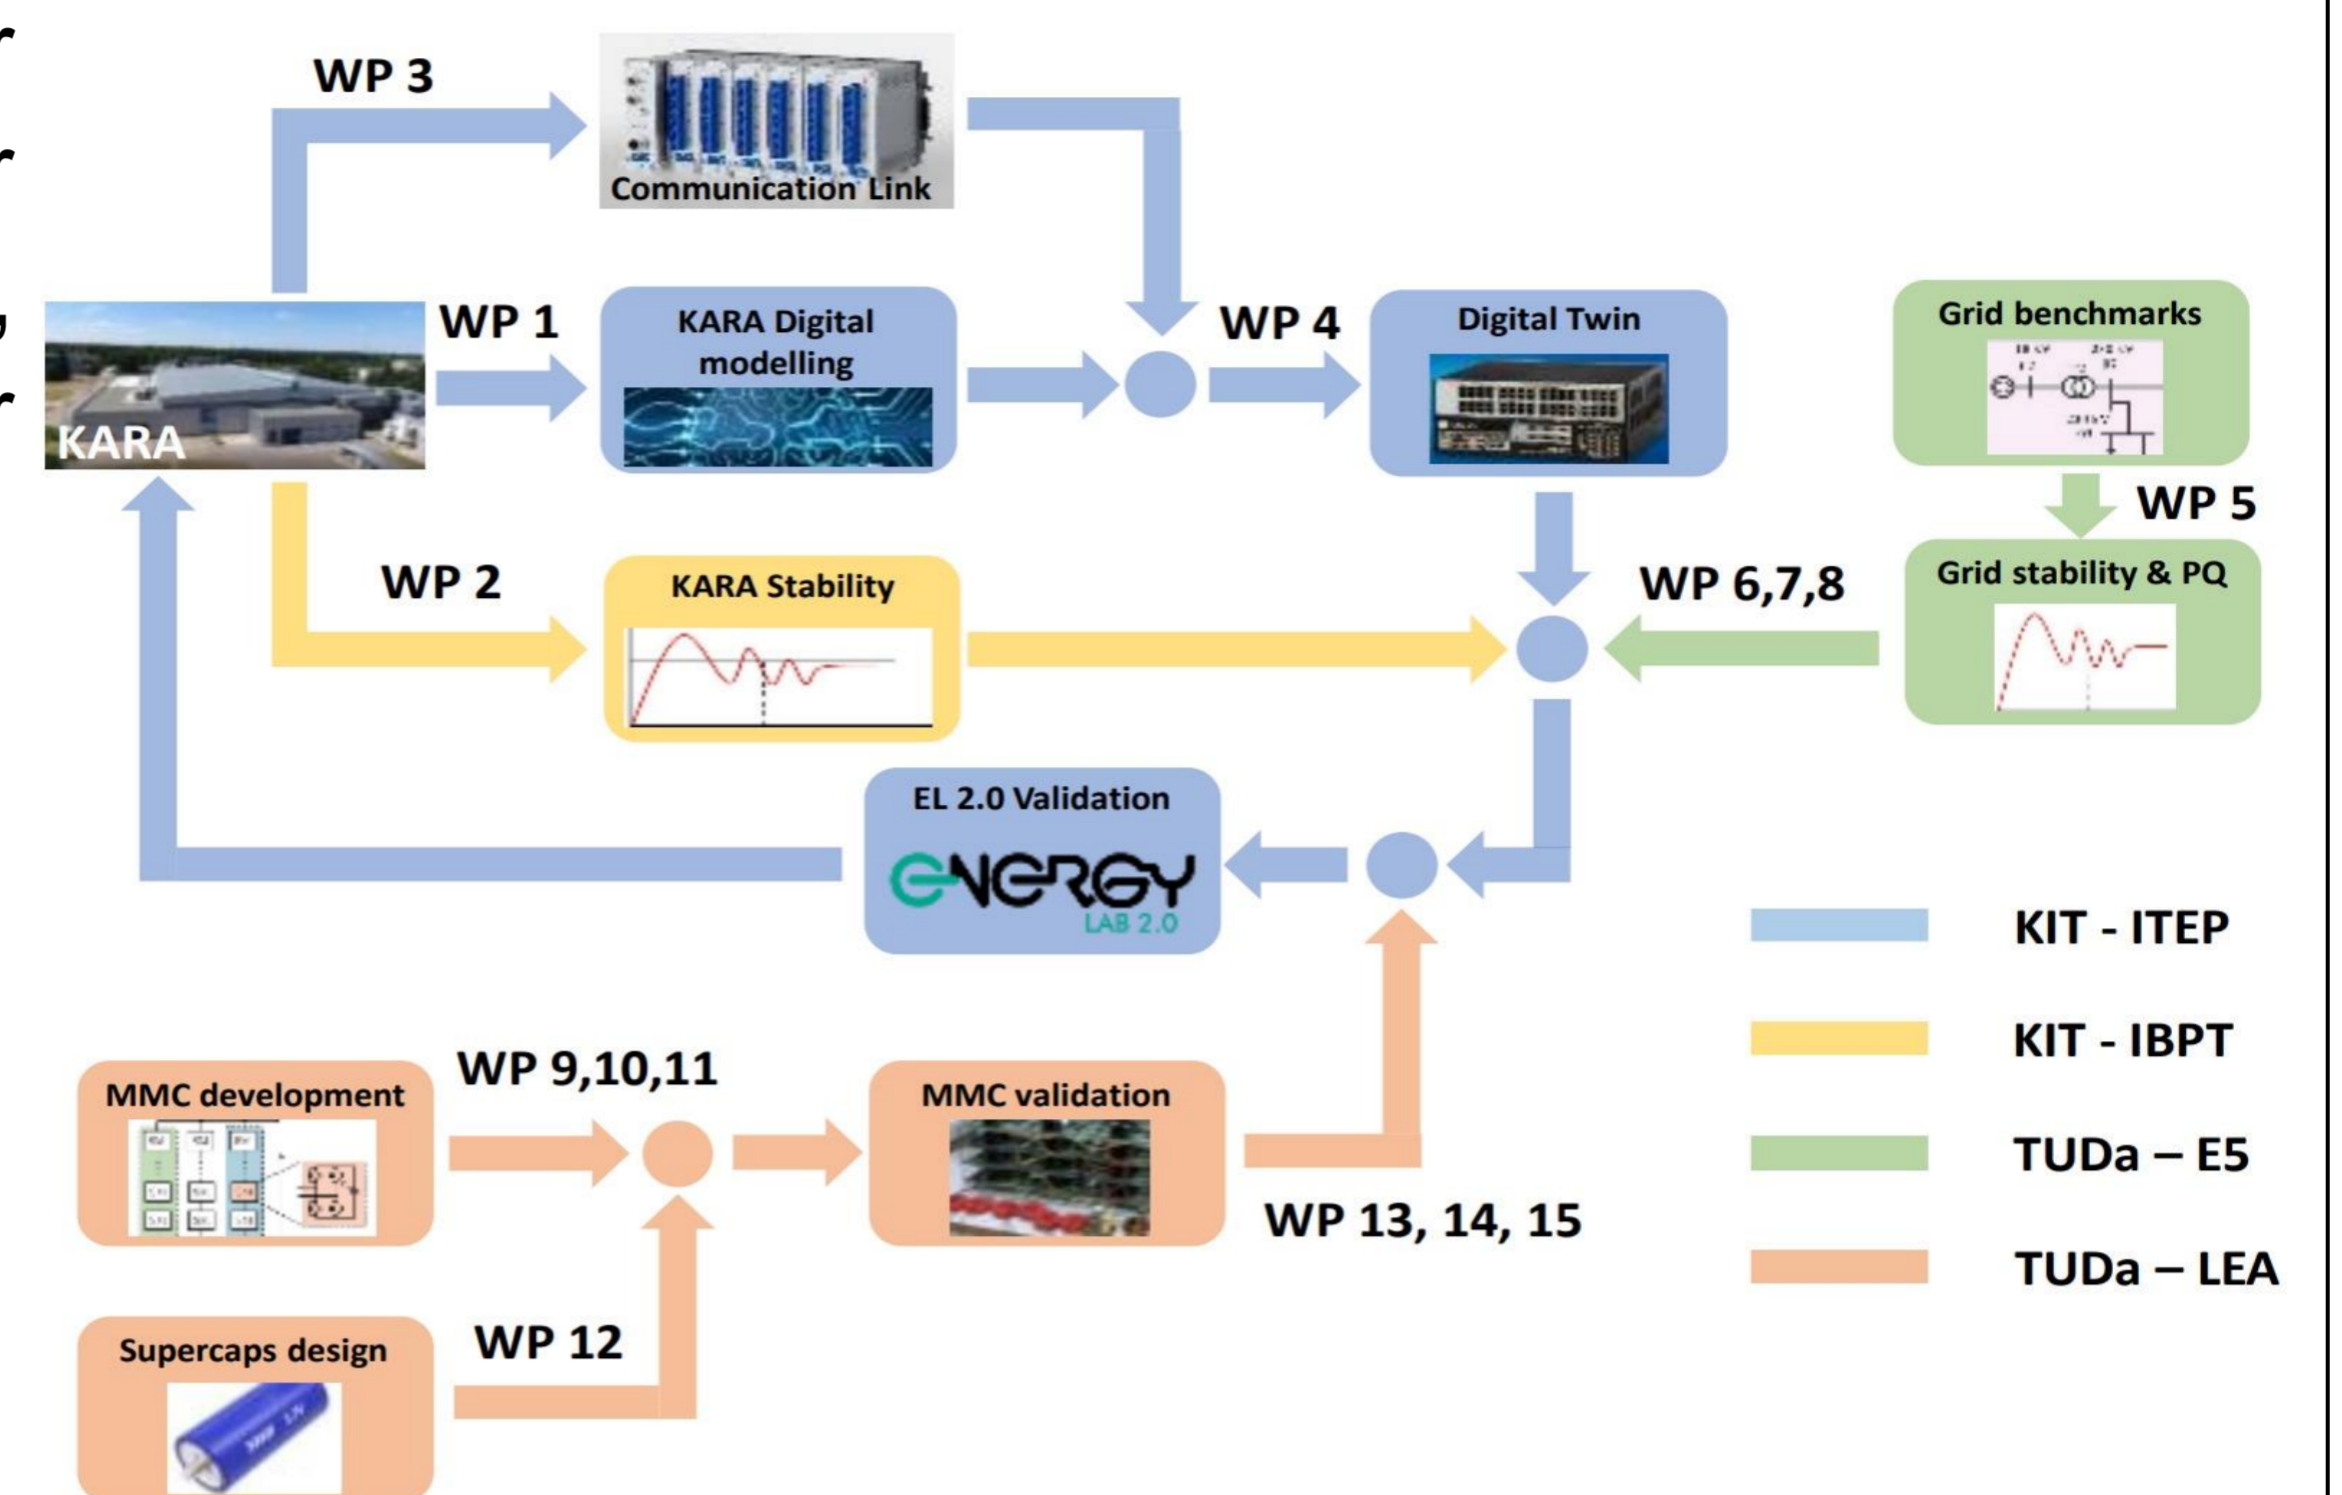 r
WP 3
r
Communication Link
,
r
KARA
WP 1
KARA Digital
modelling
WP 4
Digital Twin
Grid benchmarks
WP 5
WP 2
KARA Stability
WP 6,7,8
Grid stability & PQ
EL 2.0 Validation
eNERGY
LAB 2.0
KIT - ITEP
KIT - IBPT
TUDa – E5
TUDa – LEA
MMC development
WP 9,10,11
MMC validation
WP 13, 14, 15
Supercaps design
WP 12